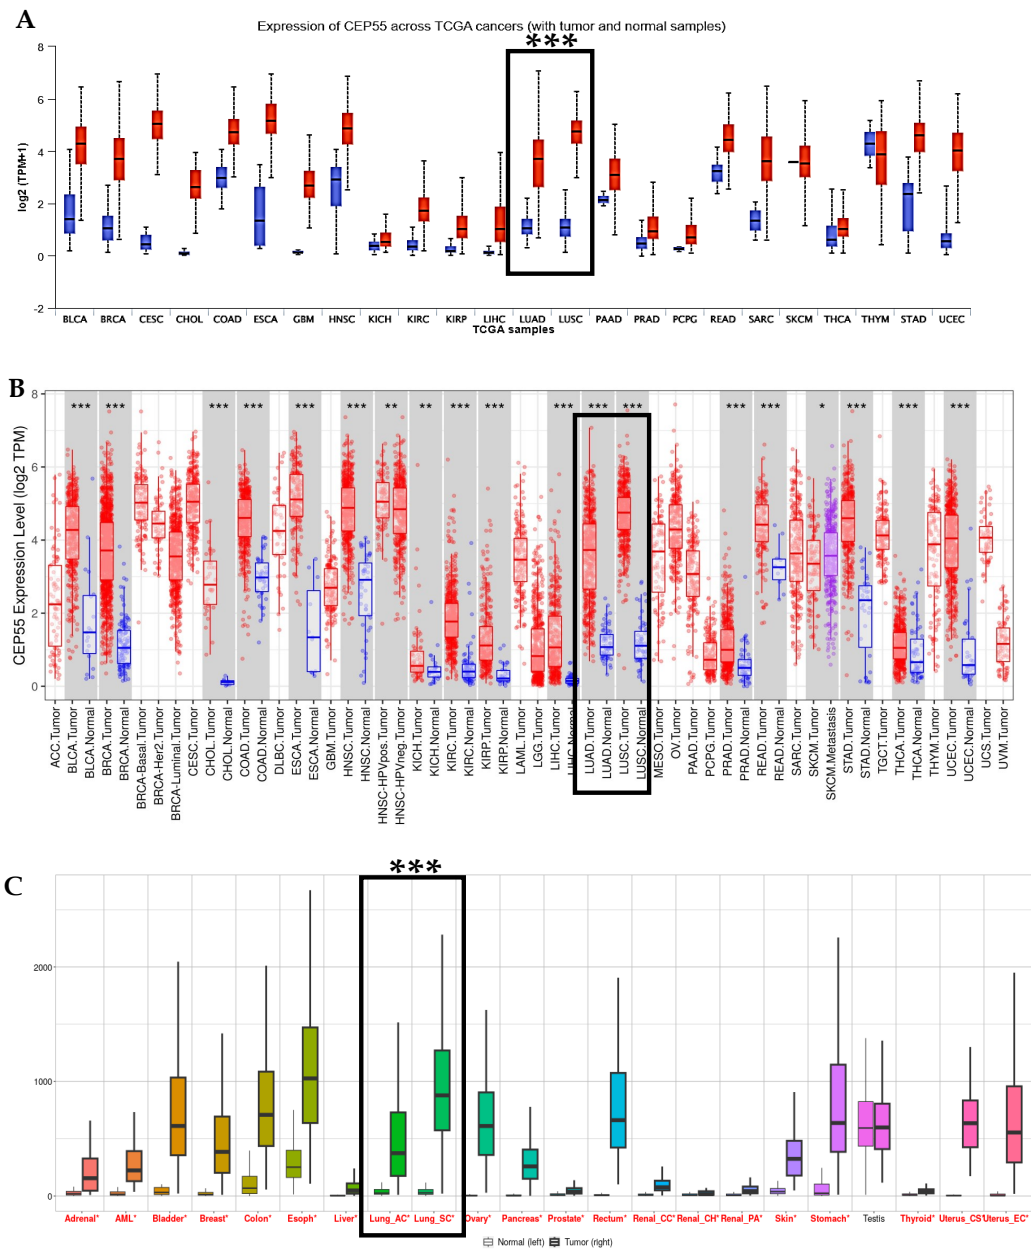 A
Expression of CEP55 across TCGA cancers (with tumor and normal samples)
***
log2 (TPM+1)
8
6
4
2
0
-2
BLCA BRCA CESC CHOL COAD ESCA GBM HNSC KICH KIRC KIRP LIHC LUAD LUSC PAAD PRAD PCPG READ SARC SKCM THCA THYM STAD UCEC
TCGA samples
B
CEP55 Expression Level (log2 TPM)
8
6
4
2
0
*** *** *** *** *** *** ** ** *** *** *** *** *** *** *** * *** *** ***
ACC.Tumor
BLCA.Tumor
BLCA.Normal
BRCA.Tumor
BRCA.Normal
BRCA-Basal.Tumor
BRCA-Her2.Tumor
BRCA-Luminal.Tumor
CESC.Tumor
CHOL.Tumor
CHOL.Normal
COAD.Tumor
COAD.Normal
DLBC.Tumor
ESCA.Tumor
ESCA.Normal
GBM.Tumor
HNSC.Tumor
HNSC.Normal
HNSC-HPVpos.Tumor
HNSC-HPVneg.Tumor
KICH.Tumor
KICH.Normal
KIRC.Tumor
KIRC.Normal
KIRP.Tumor
KIRP.Normal
LAML.Tumor
LGG.Tumor
LIHC.Tumor
LIHC.Normal
LUAD.Tumor
LUAD.Normal
LUSC.Tumor
LUSC.Normal
MESO.Tumor
OV.Tumor
PAAD.Tumor
PCPG.Tumor
PRAD.Tumor
PRAD.Normal
READ.Tumor
READ.Normal
SARC.Tumor
SKCM.Tumor
SKCM.Metastasis
STAD.Tumor
STAD.Normal
TGCT.Tumor
THCA.Tumor
THCA.Normal
THYM.Tumor
UCEC.Tumor
UCEC.Normal
UCS.Tumor
UVM.Tumor
C
***
2000
1000
0
Adrenal* AML* Bladder* Breast* Colon* Esoph* Liver* Lung_AC* Lung_SC* Ovary* Pancreas* Prostate* Rectum* Renal_CC* Renal_CH* Renal_PA* Skin* Stomach* Testis Thyroid* Uterus_CS* Uterus_EC*
Normal (left) Tumor (right)